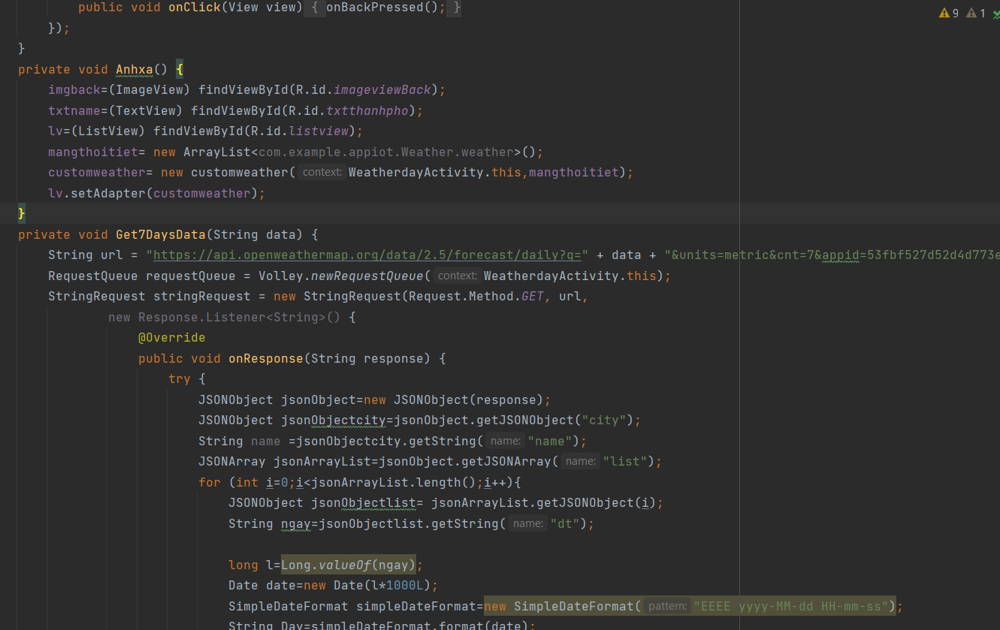 public void onClick(View view) { onBackPressed(); }
9 1
});
}
private void Anhxa() {
imgback=(ImageView) findViewById(R.id.imageviewBack);
txtname=(TextView) findViewById(R.id.txtthanhpho);
lv=(ListView) findViewById(R.id.listview);
mangthoitiet= new ArrayList<com.example.appiot.Weather.weather>();
customweather= new customweather( context: WeatherdayActivity.this,mangthoitiet);
lv.setAdapter(customweather);
}
private void Get7DaysData(String data) {
String url = "https://api.openweathermap.org/data/2.5/forecast/daily?q=" + data + "&units=metric&cnt=7&appid=53fbf527d52d4d773e
RequestQueue requestQueue = Volley.newRequestQueue( context: WeatherdayActivity.this);
StringRequest stringRequest = new StringRequest(Request.Method.GET, url,
new Response.Listener<String>() {
@Override
public void onResponse(String response) {
try {
JSONObject jsonObject=new JSONObject(response);
JSONObject jsonObjectcity=jsonObject.getJSONObject("city");
String name =jsonObjectcity.getString( name: "name");
JSONArray jsonArrayList=jsonObject.getJSONArray( name: "list");
for (int i=0;i<jsonArrayList.length();i++){
JSONObject jsonObjectlist= jsonArrayList.getJSONObject(i);
String ngay=jsonObjectlist.getString( name: "dt");
long l=Long.valueOf(ngay);
Date date=new Date(l*1000L);
SimpleDateFormat simpleDateFormat=new SimpleDateFormat( pattern: "EEEE yyyy-MM-dd HH-mm-ss");
String Day=simpleDateFormat.format(date);